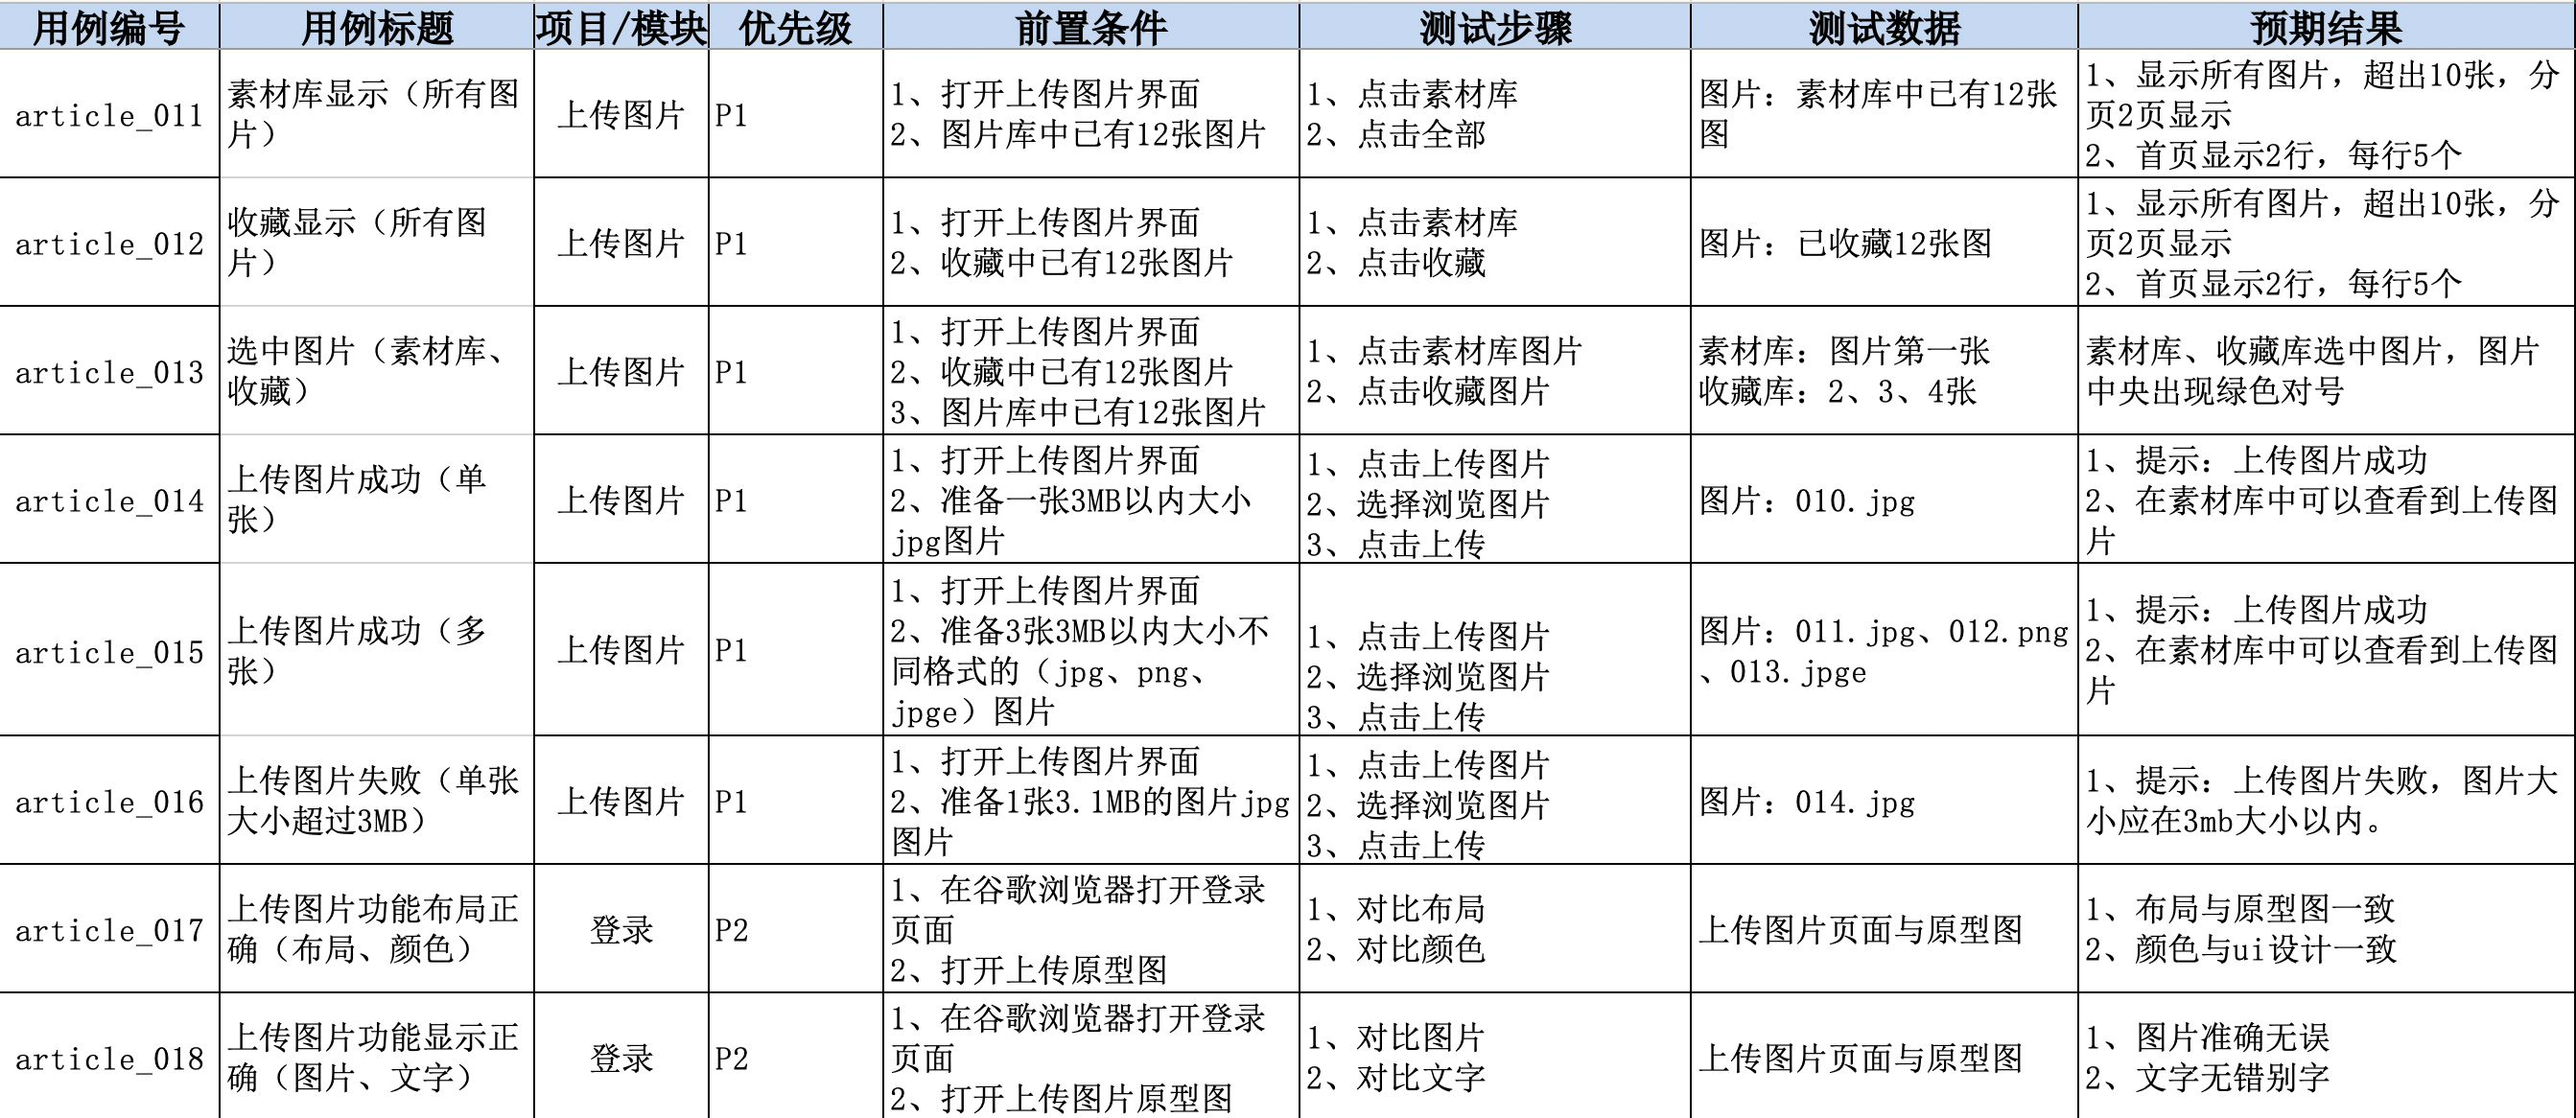 用例编号 用例标题 项目/模块 优先级 前置条件 测试步骤 测试数据 预期结果
article_011
素材库显示（所有图
片）
上传图片
P1
1、打开上传图片界面
2、图片库中已有12张图片
1、点击素材库
2、点击全部
图片：素材库中已有12张
图
1、显示所有图片，超出10张，分
页2页显示
2、首页显示2行，每行5个
article_012
收藏显示（所有图
片）
上传图片
P1
1、打开上传图片界面
2、收藏中已有12张图片
1、点击素材库
2、点击收藏
图片：已收藏12张图
1、显示所有图片，超出10张，分
页2页显示
2、首页显示2行，每行5个
article_013
选中图片（素材库、
收藏）
上传图片
P1
1、打开上传图片界面
2、收藏中已有12张图片
3、图片库中已有12张图片
1、点击素材库图片
2、点击收藏图片
素材库：图片第一张
收藏库：2、3、4张
素材库、收藏库选中图片，图片
中央出现绿色对号
article_014
上传图片成功（单
张）
上传图片
P1
1、打开上传图片界面
2、准备一张3MB以内大小
jpg图片
1、点击上传图片
2、选择浏览图片
3、点击上传
图片：010.jpg
1、提示：上传图片成功
2、在素材库中可以查看到上传图
片
article_015
上传图片成功（多
张）
上传图片
P1
1、打开上传图片界面
2、准备3张3MB以内大小不
同格式的（jpg、png、
jpge）图片
1、点击上传图片
2、选择浏览图片
3、点击上传
图片：011.jpg、012.png
、013.jpge
1、提示：上传图片成功
2、在素材库中可以查看到上传图
片
article_016
上传图片失败（单张
大小超过3MB）
上传图片
P1
1、打开上传图片界面
2、准备1张3.1MB的图片jpg
图片
1、点击上传图片
2、选择浏览图片
3、点击上传
图片：014.jpg
1、提示：上传图片失败，图片大
小应在3mb大小以内。
article_017
上传图片功能布局正
确（布局、颜色）
登录
P2
1、在谷歌浏览器打开登录
页面
2、打开上传原型图
1、对比布局
2、对比颜色
上传图片页面与原型图
1、布局与原型图一致
2、颜色与ui设计一致
article_018
上传图片功能显示正
确（图片、文字）
登录
P2
1、在谷歌浏览器打开登录
页面
2、打开上传图片原型图
1、对比图片
2、对比文字
上传图片页面与原型图
1、图片准确无误
2、文字无错别字